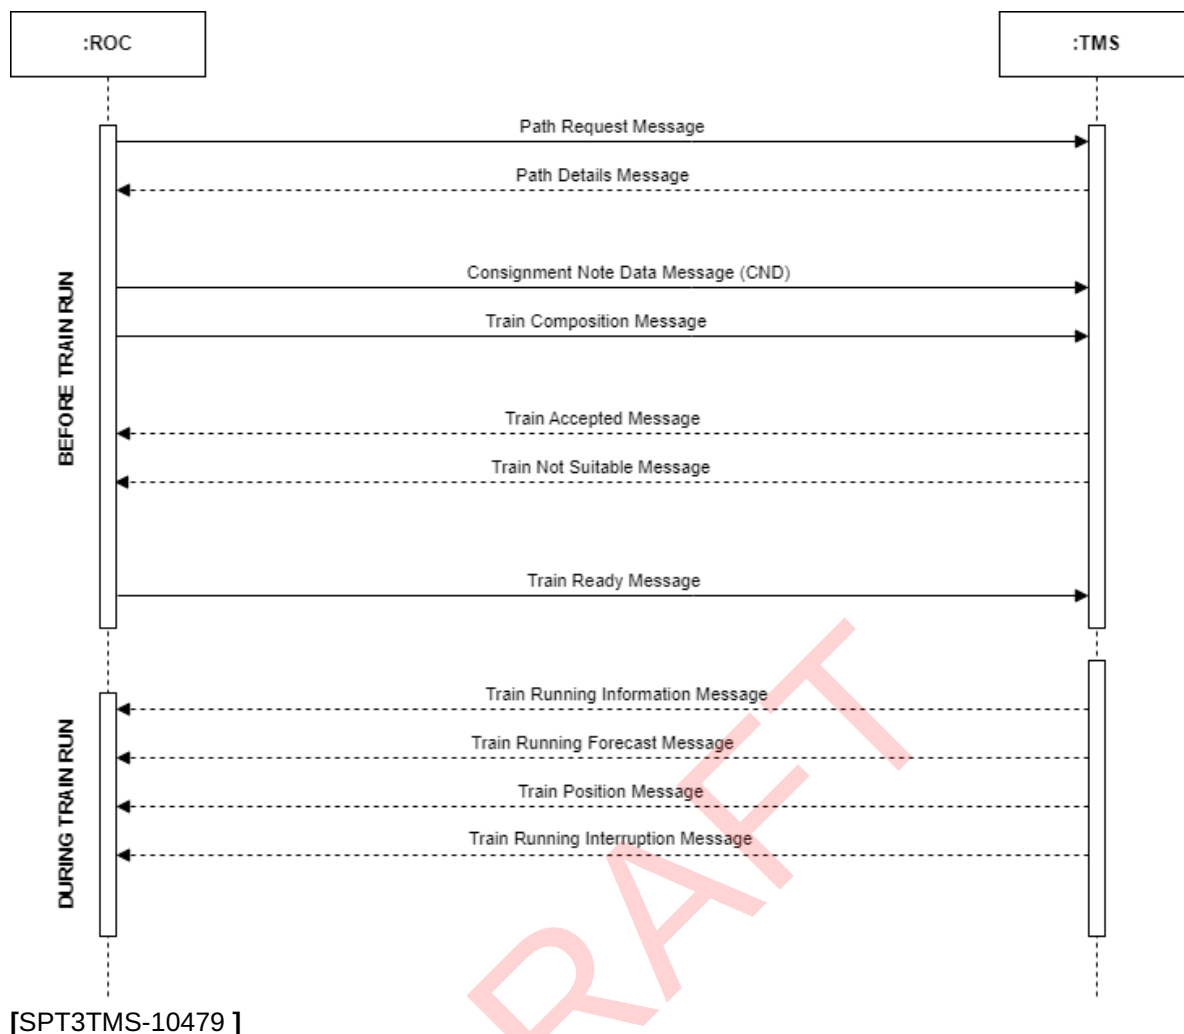 :ROC
:TMS
Path Request Message
Path Details Message
Consignment Note Data Message (CND)
Train Composition Message
BEFORE TRAIN RUN
Train Accepted Message
Train Not Suitable Message
Train Ready Message
Train Running Information Message
Train Running Forecast Message
DURING TRAIN RUN
Train Position Message
Train Running Interruption Message
RAFT
[SPT3TMS-10479 ]